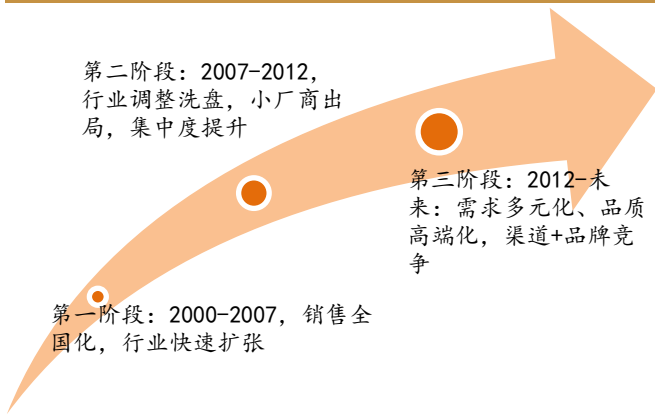 第二阶段：2007-2012，
行业调整洗盘，小厂商出
局，集中度提升
第三阶段：2012-未
来：需求多元化、品质
高端化，渠道+品牌竞
争
第一阶段：2000-2007，销售全
国化，行业快速扩张